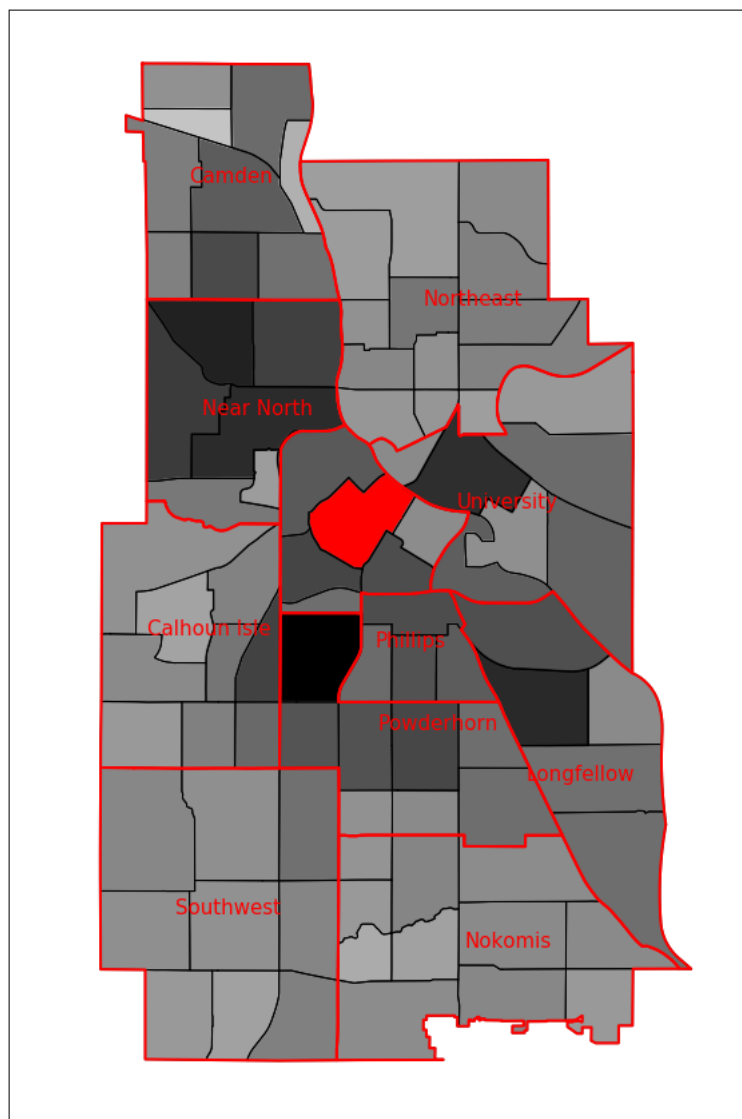 Camden
Northeast
Near North
University
Calhoun Isle
Phillips
Powderhorn
Longfellow
Southwest
Nokomis